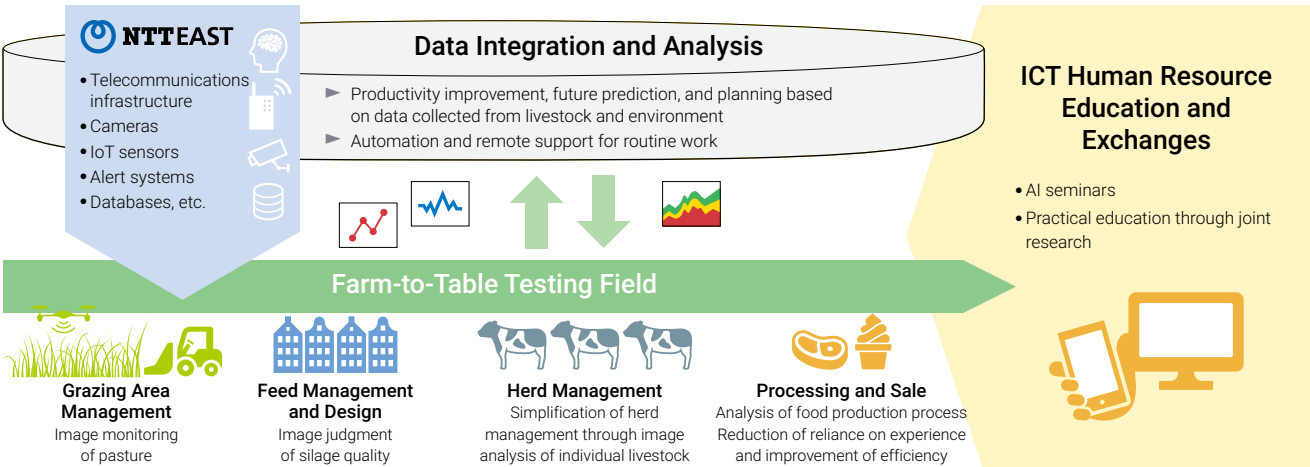 NTT EAST
• Telecommunications
infrastructure
• Cameras
• IoT sensors
• Alert systems
• Databases, etc.
Data Integration and Analysis
► Productivity improvement, future prediction, and planning based
on data collected from livestock and environment
► Automation and remote support for routine work
ICT Human Resource
Education and
Exchanges
• AI seminars
• Practical education through joint
research
Farm-to-Table Testing Field
Grazing Area
Management
Image monitoring
of pasture
Feed Management
and Design
Image judgment
of silage quality
Herd Management
Simplification of herd
management through image
analysis of individual livestock
Processing and Sale
Analysis of food production process
Reduction of reliance on experience
and improvement of efficiency